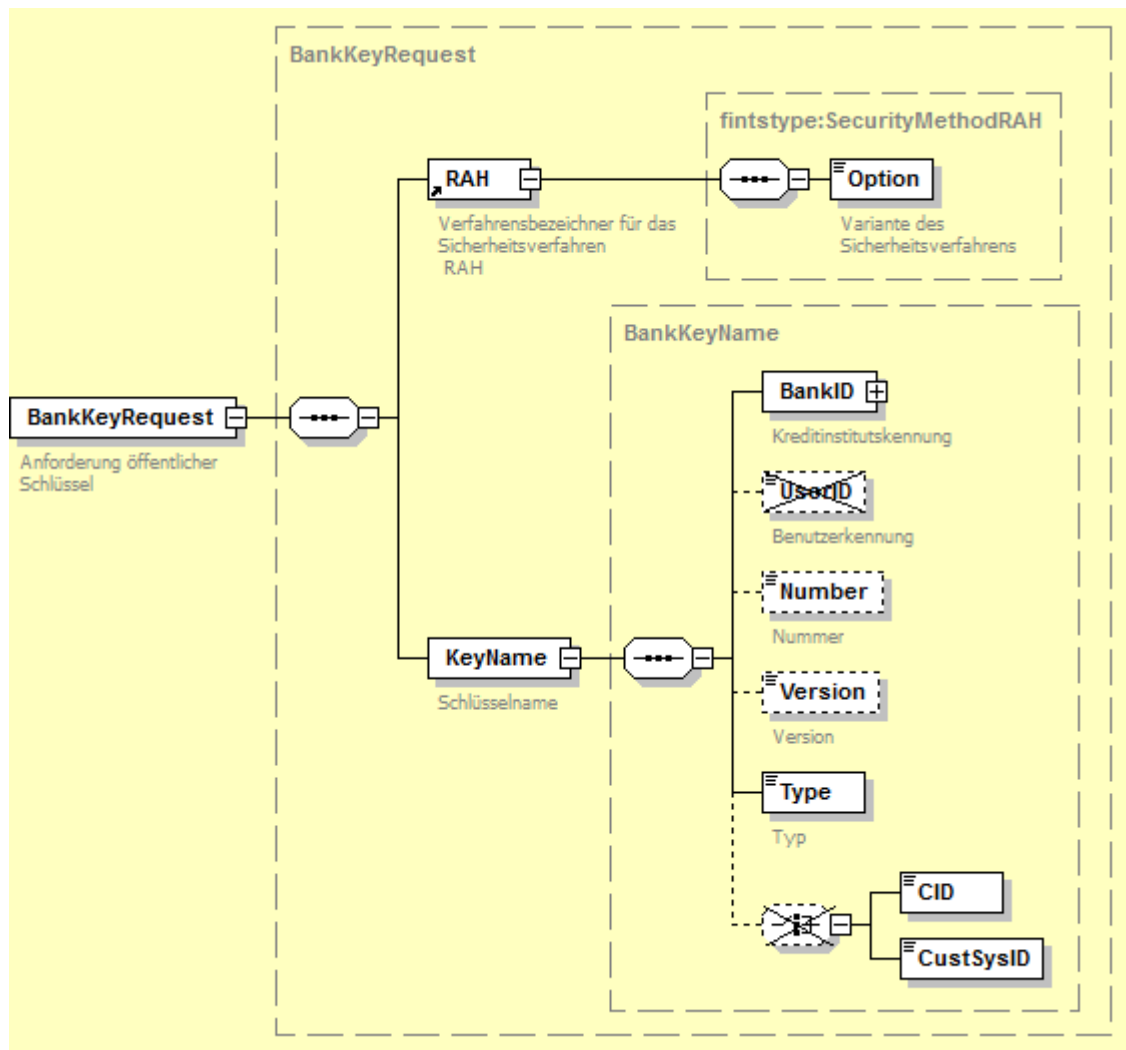 BankKeyRequest
fintstype:SecurityMethodRAH
RAH
Option
Verfahrensbezeichner für das
Sicherheitsverfahren
RAH
Variante des
Sicherheitsverfahrens
BankKeyName
BankID
Kreditinstitutskennung
BankKeyRequest
Anforderung öffentlicher
Schlüssel
UserID
Benutzerkennung
Number
Nummer
KeyName
Schlüsselname
Version
Version
Type
Typ
CID
CustSysID